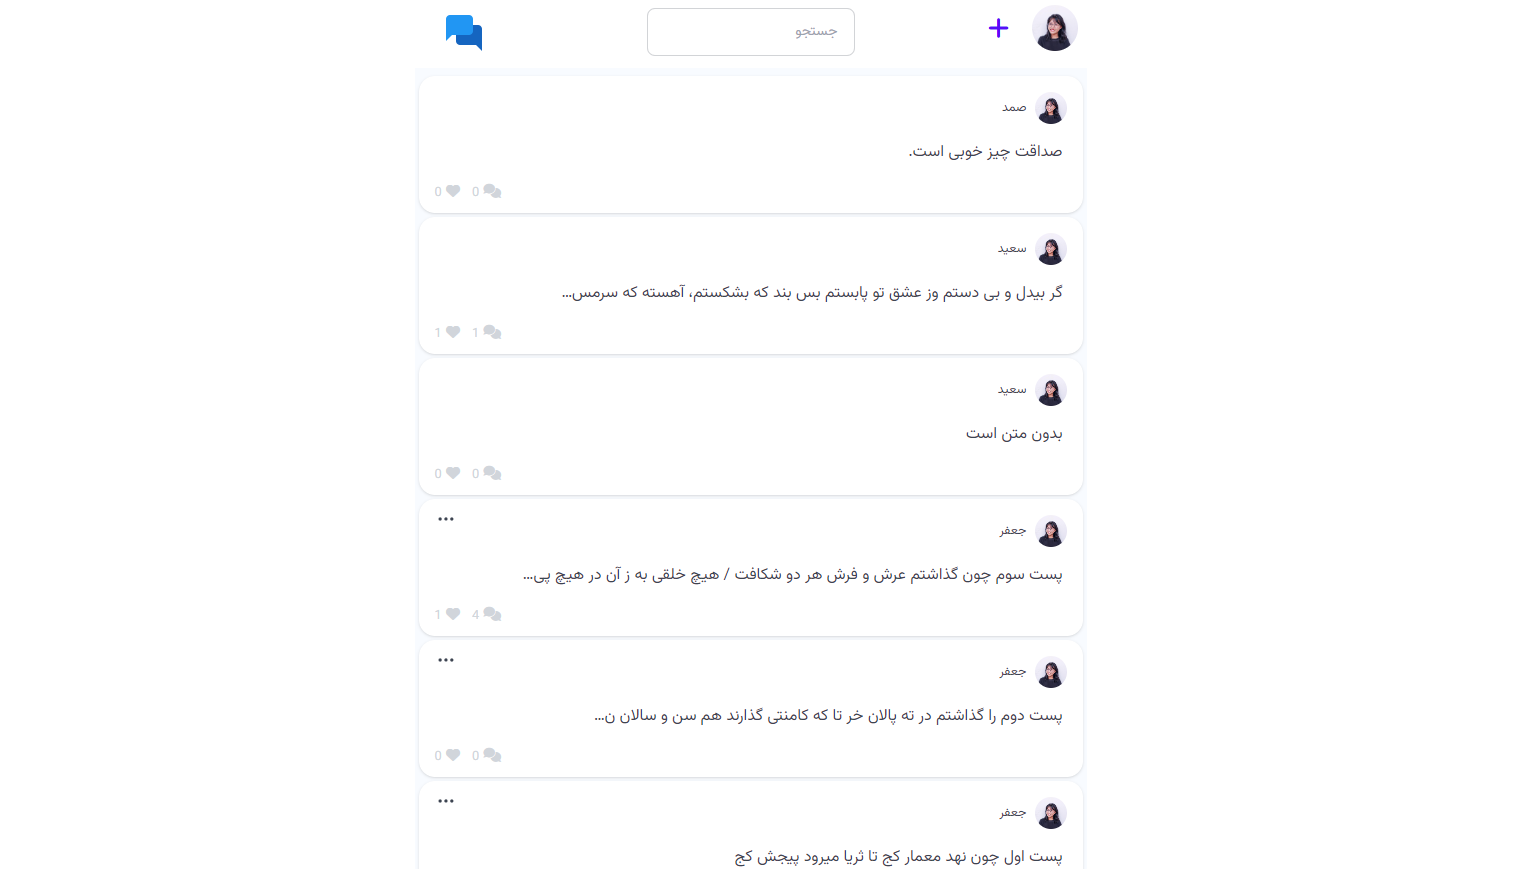 جستجو
صمد
صداقت چیز خوبی است.
0 0
سعید
گر بیدل و بی دستم وز عشق تو پابستم بس بند که بشکستم، آهسته که سرمس...
1 1
سعید
بدون متن است
0 0
جعفر
پست سوم چون گذاشتم عرش و فرش هر دو شکافت / هیچ خلقی به ز آن در هیچ پی...
4 1
جعفر
پست دوم را گذاشتم در ته پالان خر تا که کامنتی گذارند هم سن و سالان ن...
0 0
جعفر
پست اول چون نهد معمار کج تا ثریا میرود پیجش کج